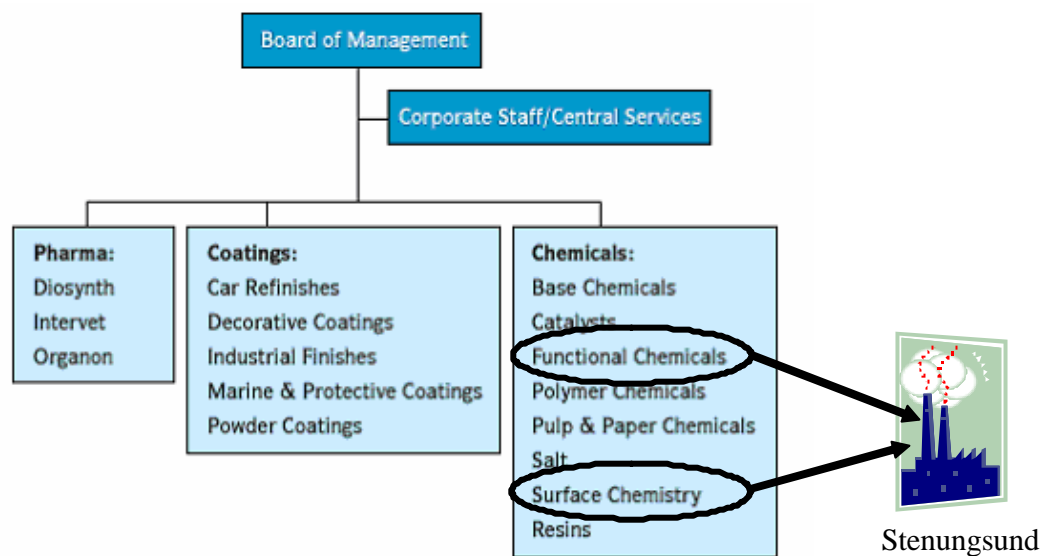 Board of Management
Corporate Staff/Central Services
Pharma:
Diosynth
Intervet
Organon
Coatings:
Car Refinishes
Decorative Coatings
Industrial Finishes
Marine & Protective Coatings
Powder Coatings
Chemicals:
Base Chemicals
Catalysts
Functional Chemicals
Polymer Chemicals
Pulp & Paper Chemicals
Salt
Surface Chemistry
Resins
Stenungsund